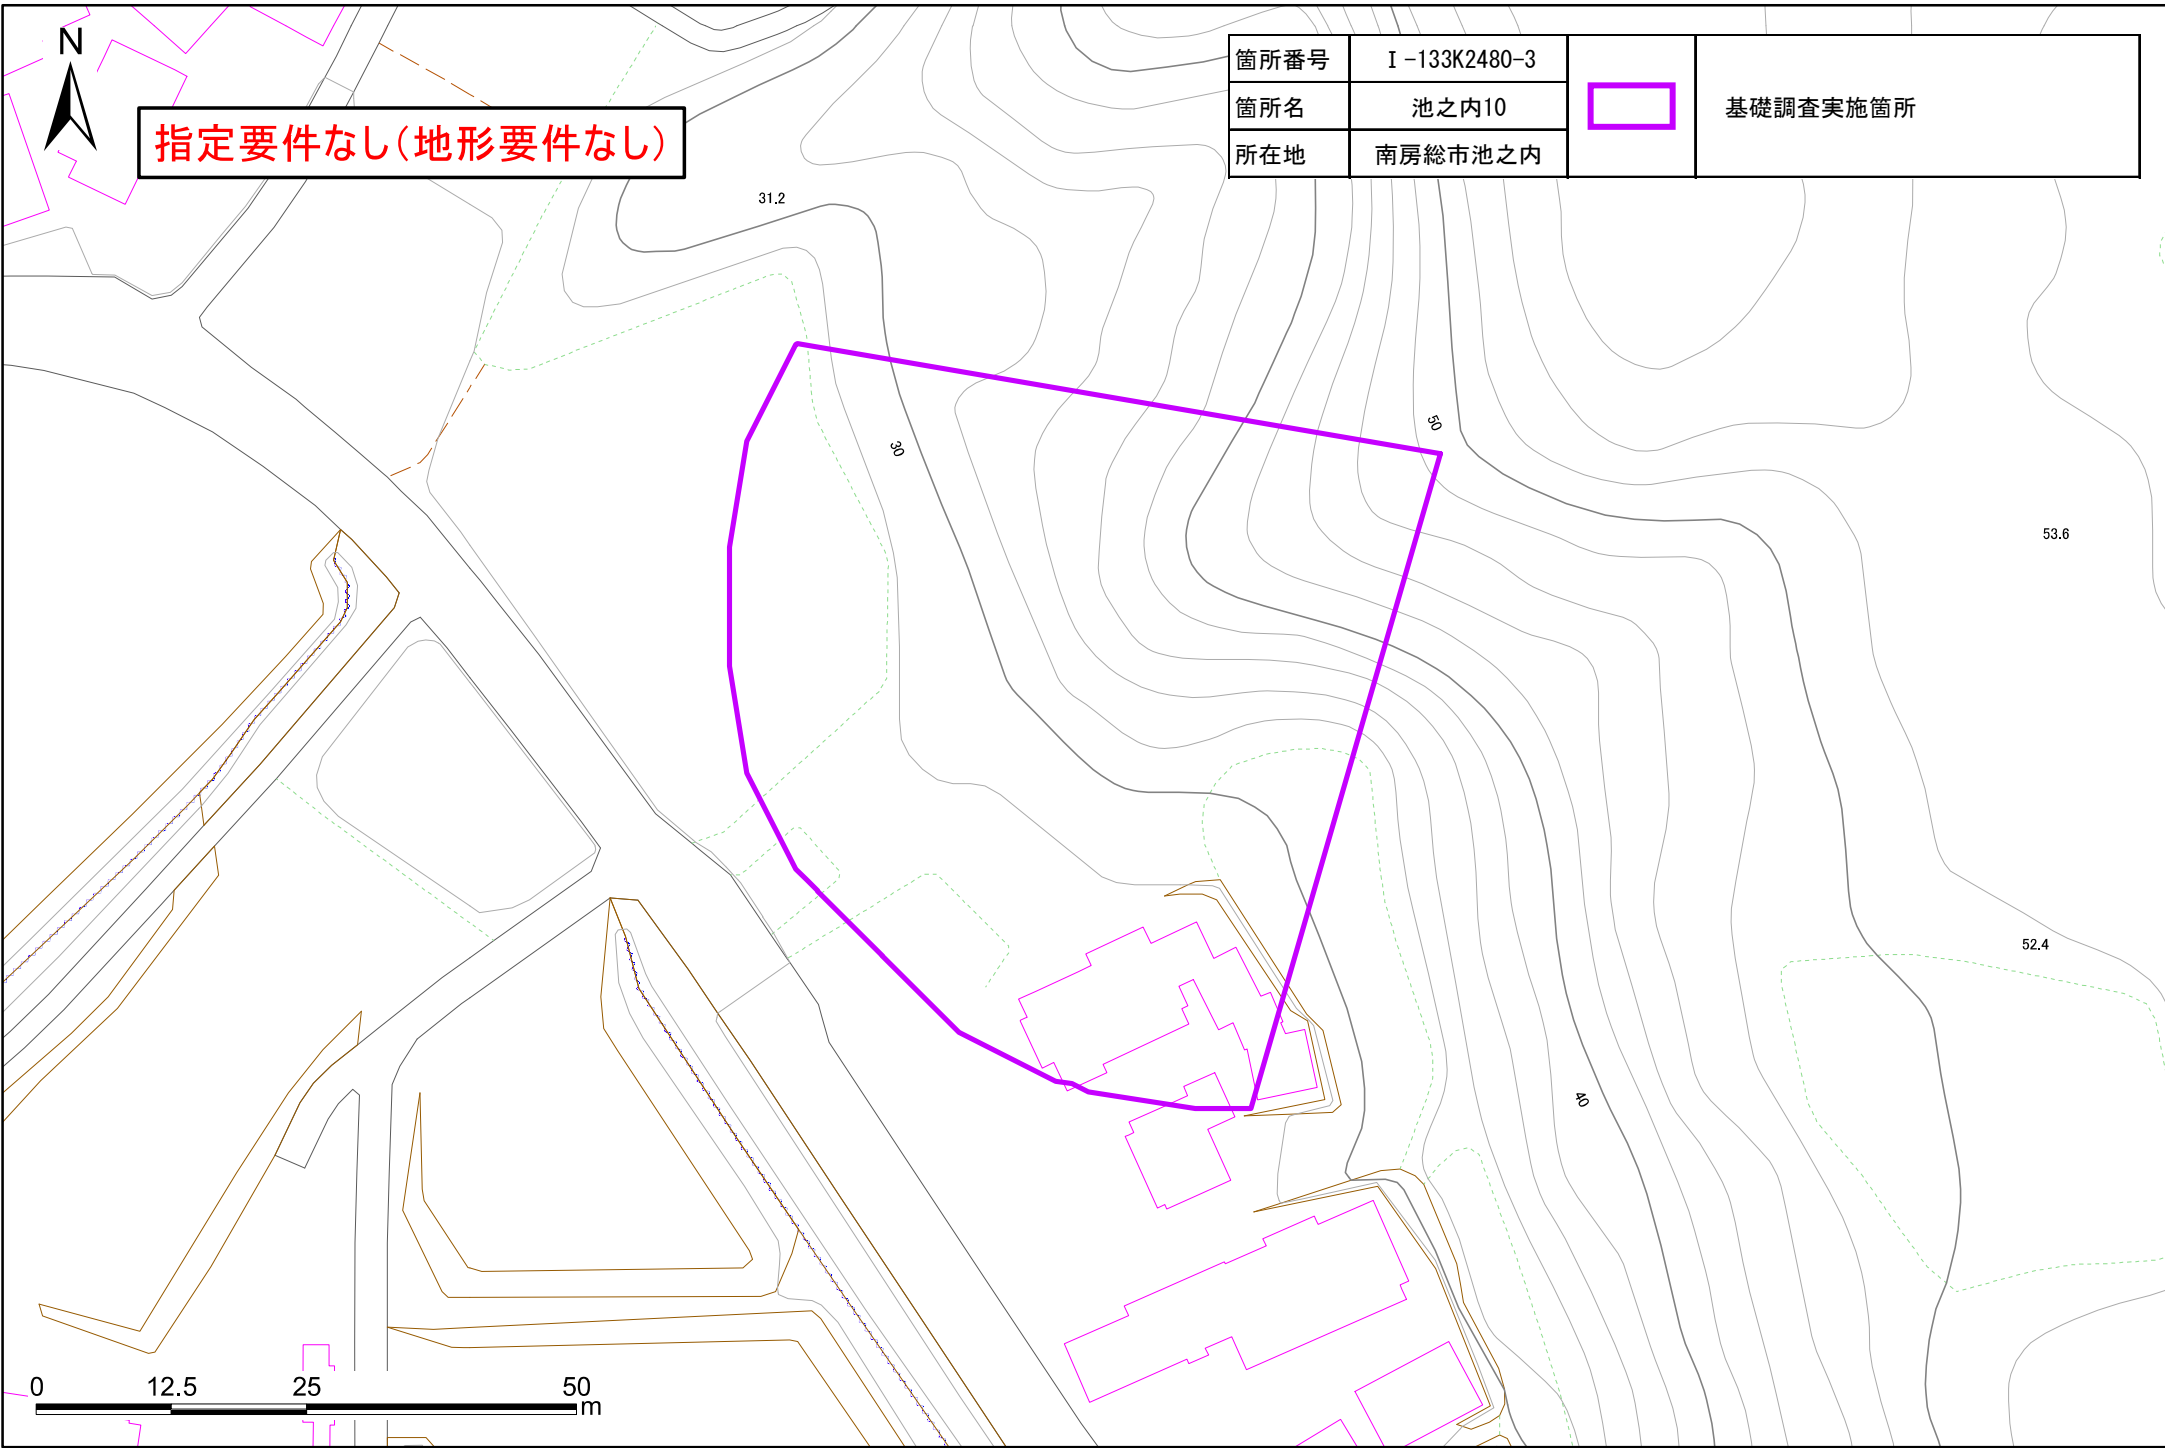 N
指定要件なし(地形要件なし)
箇所番号 Ⅰ-133K2480-3
箇所名 池之内10
所在地 南房総市池之内
基礎調査実施箇所
31.2
50
30
53.6
52.4
40
0 12.5 25 50
m